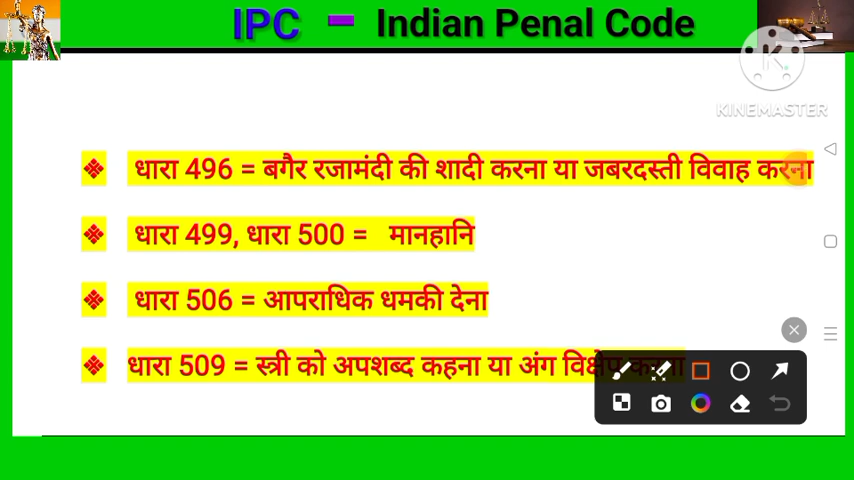 IPC - Indian Penal Code
KINEMASTER
❖ धारा 496 = बगैर रजामंदी की शादी करना या जबरदस्ती विवाह करना
❖ धारा 499, धारा 500 = मानहानि
❖ धारा 506 = आपराधिक धमकी देना
❖ धारा 509 = स्त्री को अपशब्द कहना या अंग विक्षेप करना